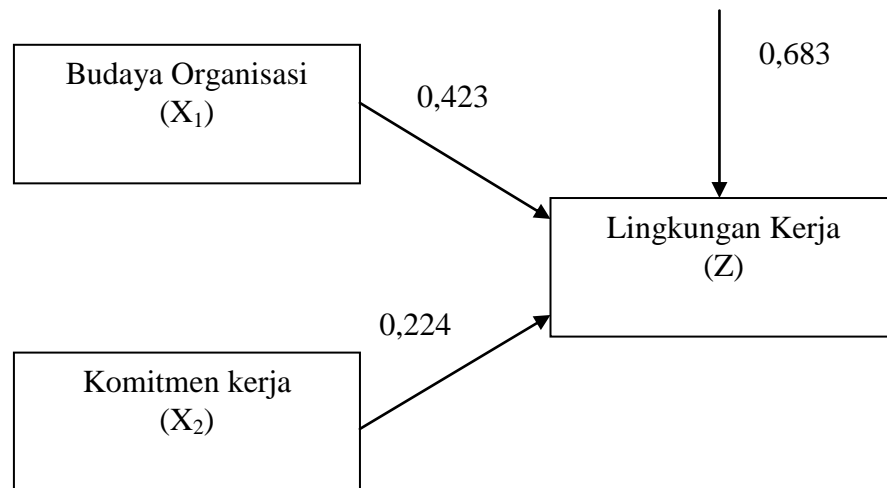 0,683
Budaya Organisasi
(X₁)
0,423
Lingkungan Kerja
(Z)
0,224
Komitmen kerja
(X₂)